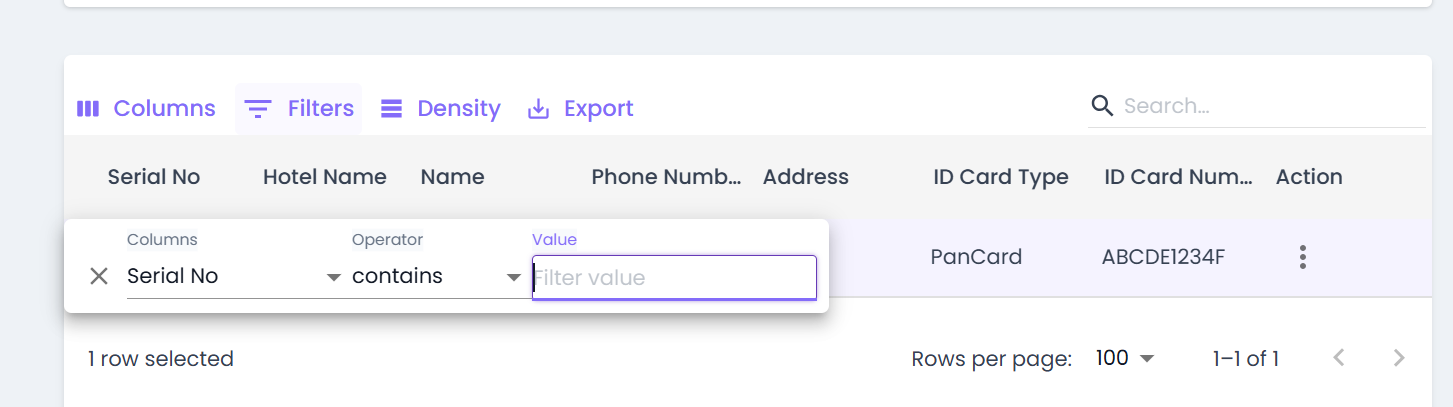 Columns Filters Density Export Search...
Serial No Hotel Name Name Phone Numb... Address ID Card Type ID Card Num... Action
Columns Operator Value
Serial No contains Filter value
PanCard ABCDE1234F
1 row selected Rows per page: 100 1–1 of 1